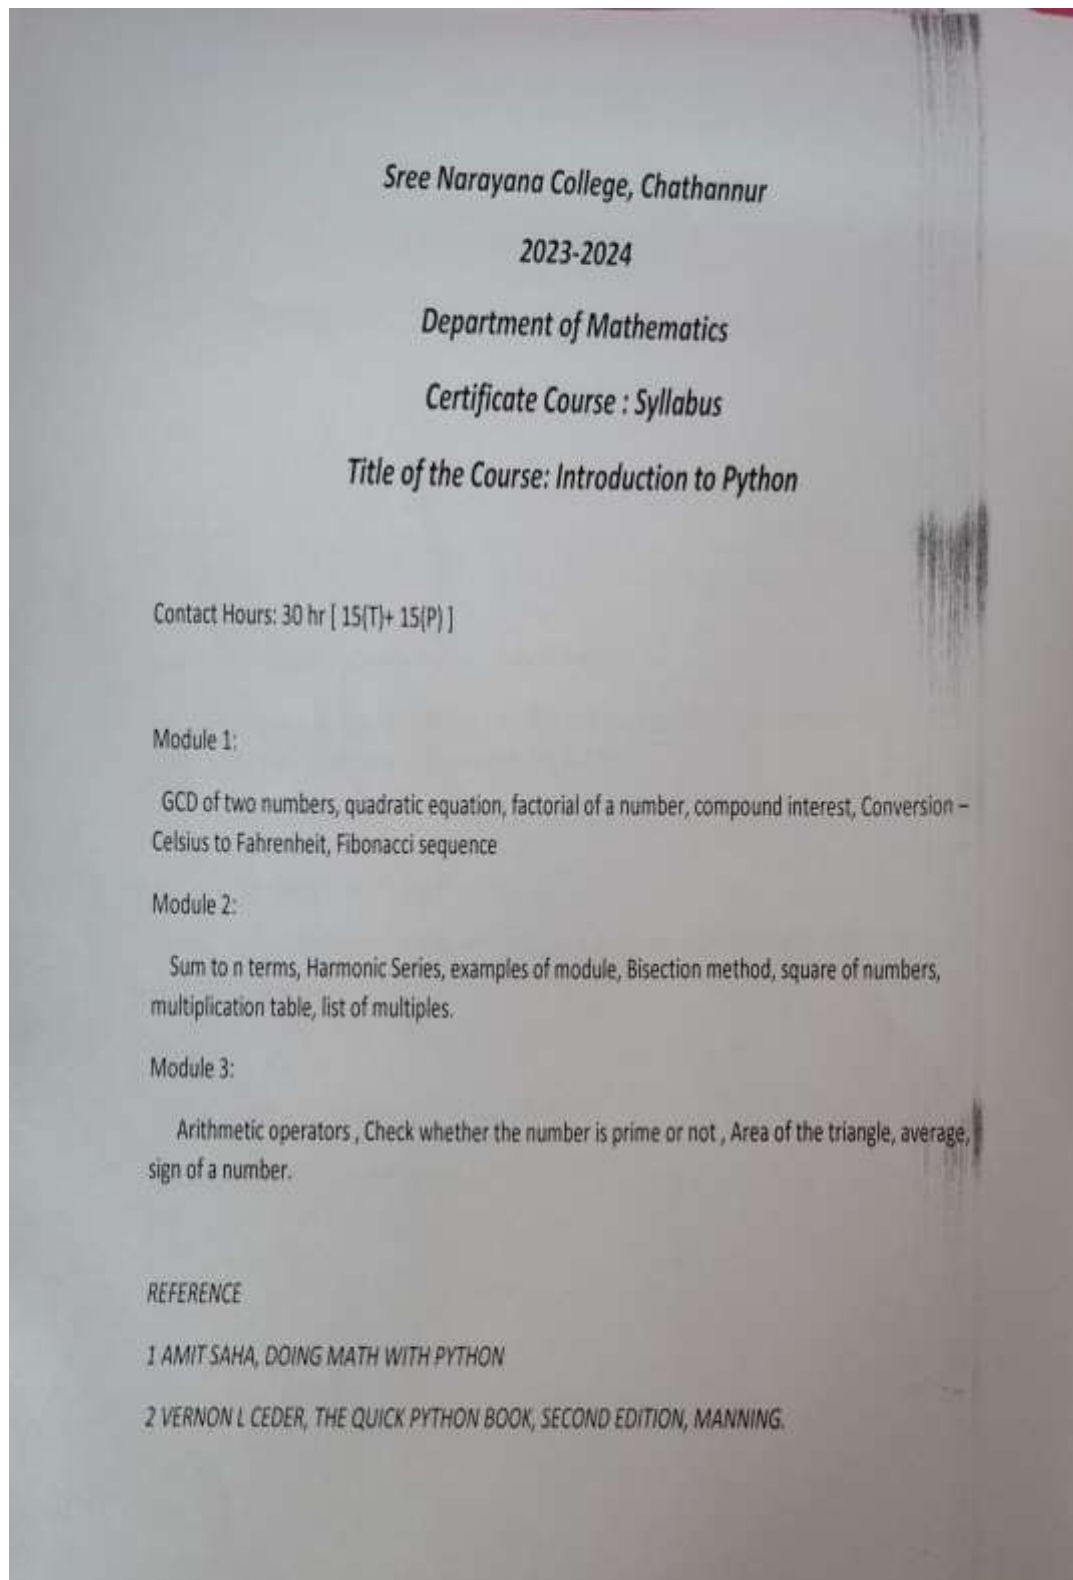 Sree Narayana College, Chathannur
2023-2024
Department of Mathematics
Certificate Course : Syllabus
Title of the Course: Introduction to Python
Contact Hours: 30 hr [ 15(T)+ 15(P) ]
Module 1:
GCD of two numbers, quadratic equation, factorial of a number, compound interest, Conversion –
Celsius to Fahrenheit, Fibonacci sequence
Module 2:
Sum to n terms, Harmonic Series, examples of module, Bisection method, square of numbers,
multiplication table, list of multiples.
Module 3:
Arithmetic operators , Check whether the number is prime or not , Area of the triangle, average,
sign of a number.
REFERENCE
1 AMIT SAHA, DOING MATH WITH PYTHON
2 VERNON L CEDER, THE QUICK PYTHON BOOK, SECOND EDITION, MANNING.